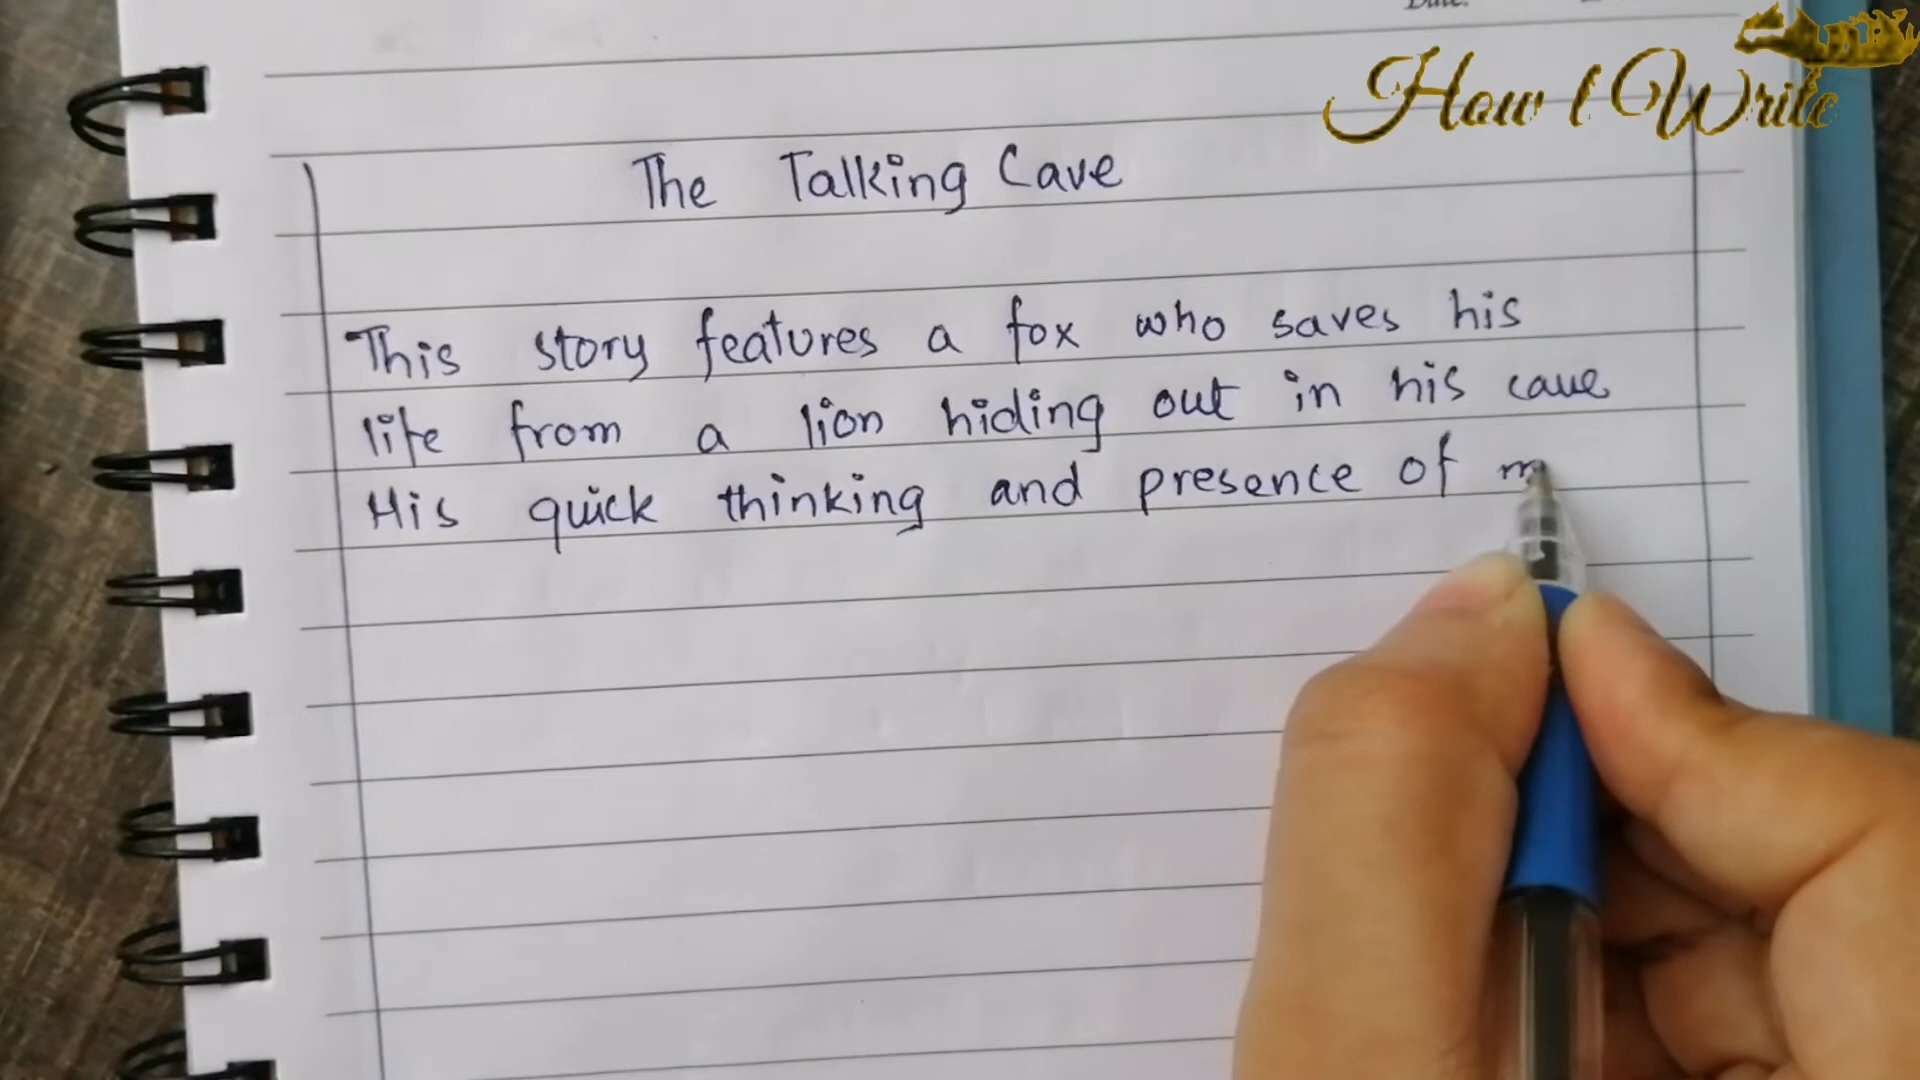 Date:
How I Write
The Talking Cave
This story features a fox who saves his
life from a lion hiding out in his cave
His quick thinking and presence of m